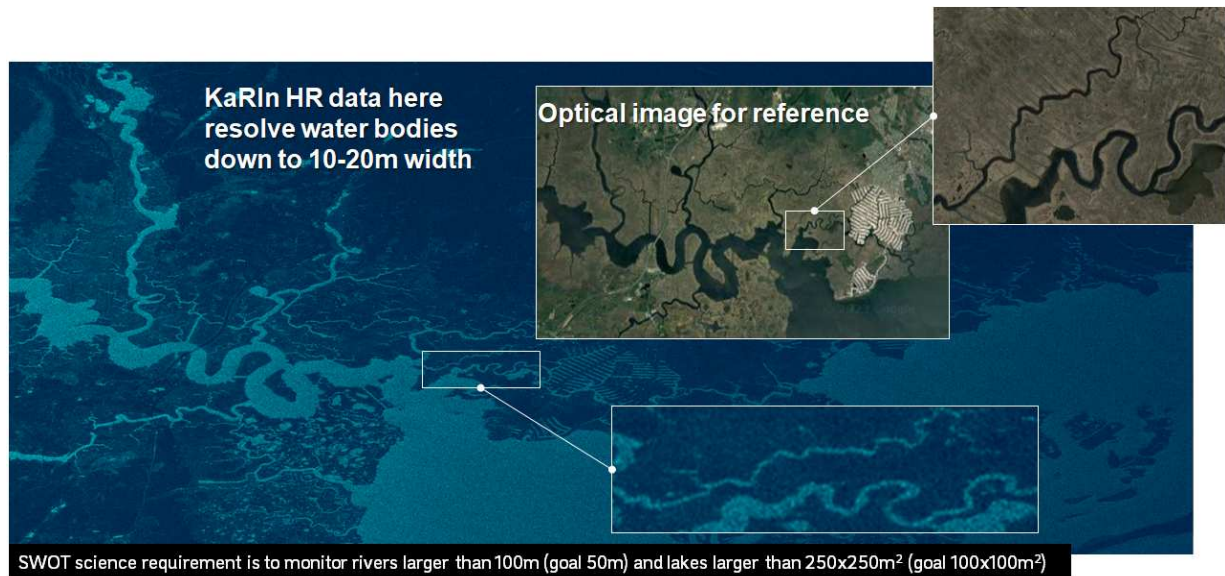 KaRIn HR data here
resolve water bodies
down to 10-20m width
Optical image for reference
SWOT science requirement is to monitor rivers larger than 100m (goal 50m) and lakes larger than 250x250m² (goal 100x100m²)